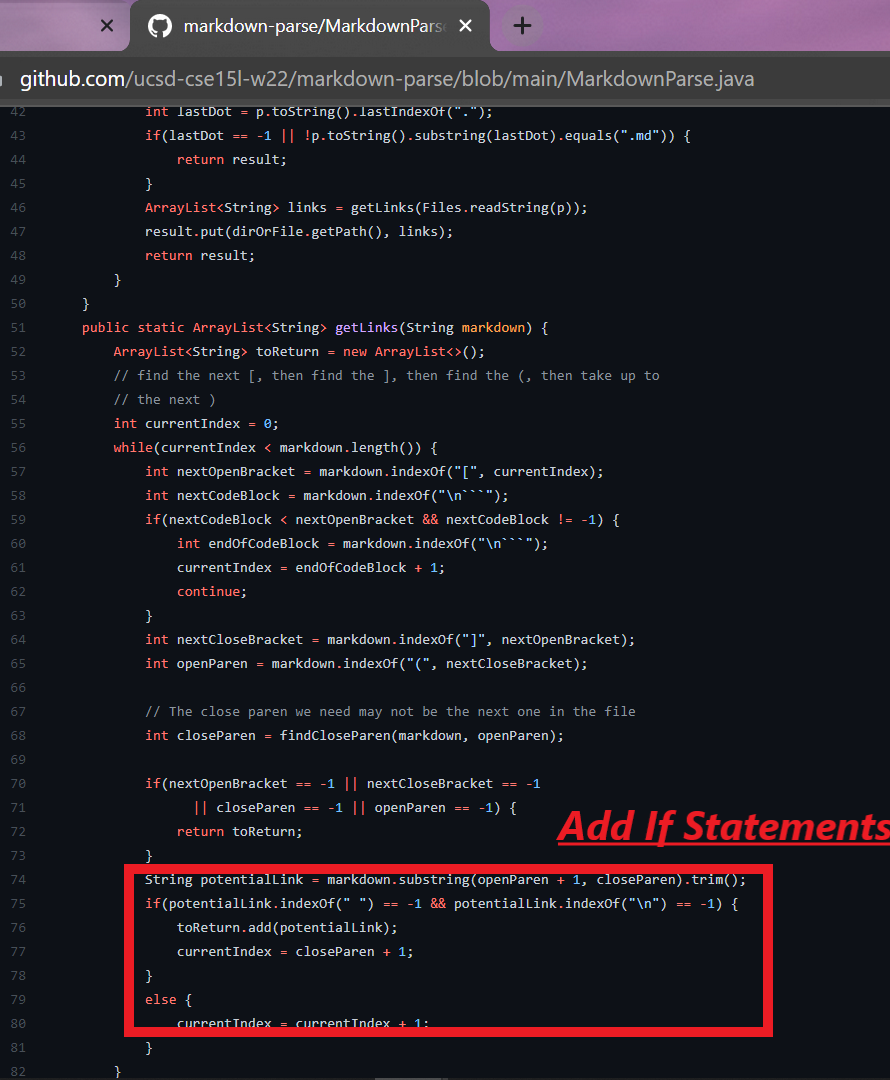 markdown-parse/MarkdownParse
github.com/ucsd-cse15l-w22/markdown-parse/blob/main/MarkdownParse.java
42 int lastDot = p.toString().lastIndexOf(".");
43 if(lastDot == -1 || !p.toString().substring(lastDot).equals(".md")) {
44 return result;
45 }
46 ArrayList<String> links = getLinks(Files.readString(p));
47 result.put(dirOrFile.getPath(), links);
48 return result;
49 }
50 }
51 public static ArrayList<String> getLinks(String markdown) {
52 ArrayList<String> toReturn = new ArrayList<>();
53 // find the next [, then find the ], then find the (, then take up to
54 // the next )
55 int currentIndex = 0;
56 while(currentIndex < markdown.length()) {
57 int nextOpenBracket = markdown.indexOf("[", currentIndex);
58 int nextCodeBlock = markdown.indexOf("\n```");
59 if(nextCodeBlock < nextOpenBracket && nextCodeBlock != -1) {
60 int endOfCodeBlock = markdown.indexOf("\n```");
61 currentIndex = endOfCodeBlock + 1;
62 continue;
63 }
64 int nextCloseBracket = markdown.indexOf("]", nextOpenBracket);
65 int openParen = markdown.indexOf("(", nextCloseBracket);
66
67 // The close paren we need may not be the next one in the file
68 int closeParen = findCloseParen(markdown, openParen);
69
70 if(nextOpenBracket == -1 || nextCloseBracket == -1
71 || closeParen == -1 || openParen == -1) {
72 return toReturn;
Add If Statements
73 }
74 String potentialLink = markdown.substring(openParen + 1, closeParen).trim();
75 if(potentialLink.indexOf(" ") == -1 && potentialLink.indexOf("\n") == -1) {
76 toReturn.add(potentialLink);
77 currentIndex = closeParen + 1;
78 }
79 else {
80 currentIndex = currentIndex + 1;
81 }
82 }